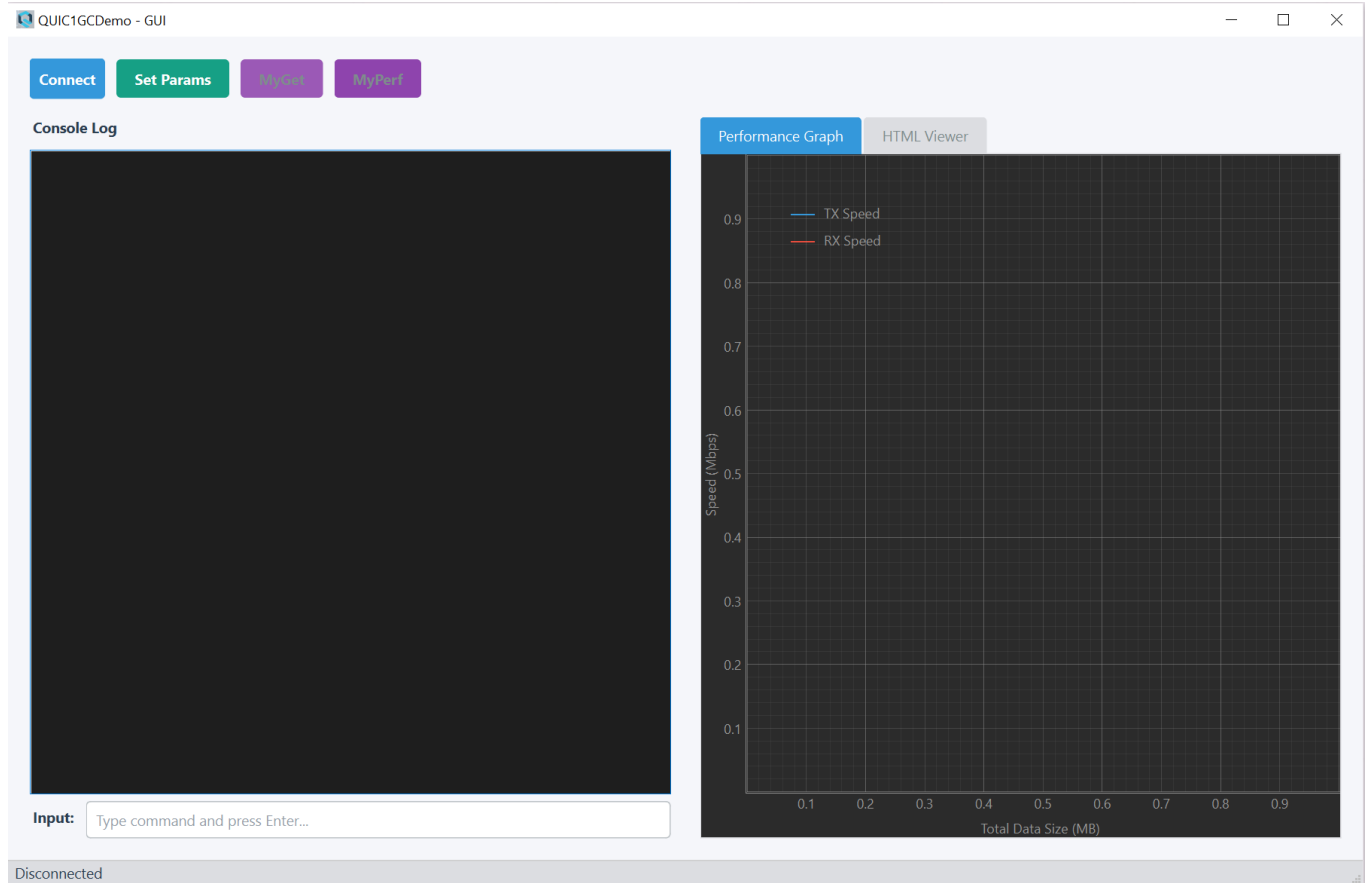 QUIC1GCDemo - GUI
Connect
Set Params
MyGet
MyPerf
Console Log
Input:
Type command and press Enter...
Performance Graph
HTML Viewer
TX Speed
RX Speed
Speed (Mbps)
0.9
0.8
0.7
0.6
0.5
0.4
0.3
0.2
0.1
0.1 0.2 0.3 0.4 0.5 0.6 0.7 0.8 0.9
Total Data Size (MB)
Disconnected